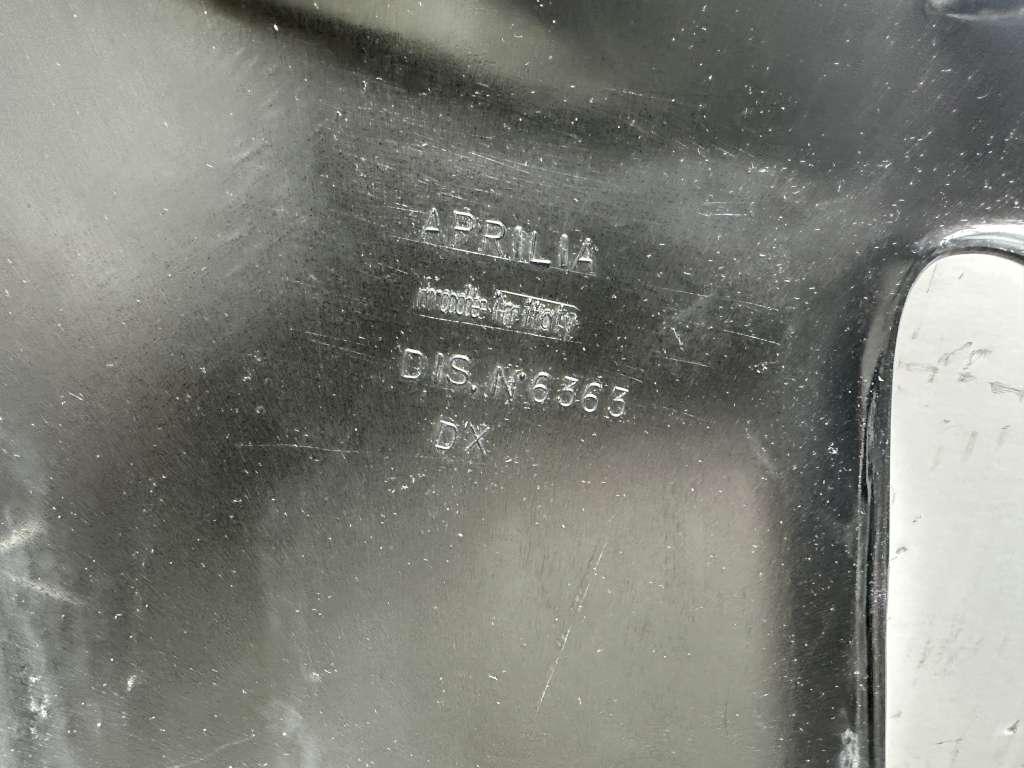 APRILIA
made in Italy
DIS. N° 6363
DX